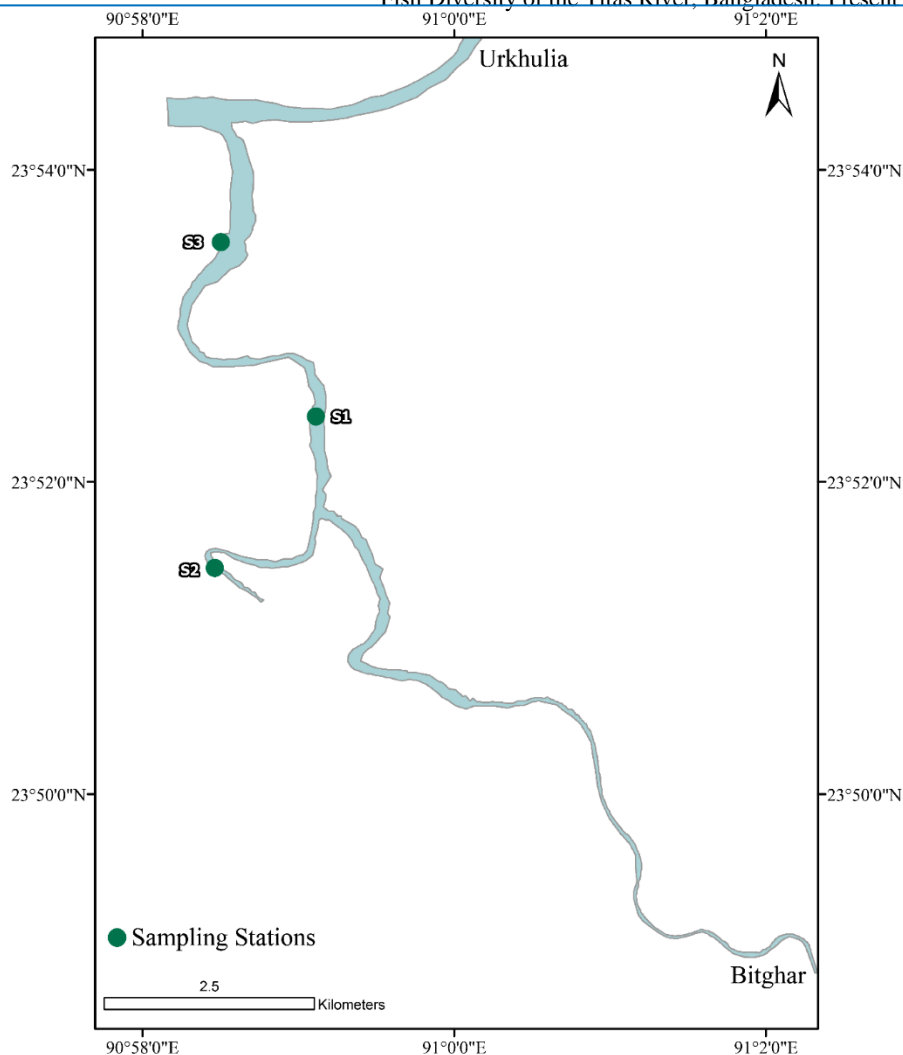 Fish Diversity of the Titas River, Bangladesh: Present
90°58'0"E 91°0'0"E 91°2'0"E
Urkhulia
N
23°54'0"N 23°54'0"N
S3
S1
23°52'0"N 23°52'0"N
S2
23°50'0"N 23°50'0"N
Sampling Stations
Bitghar
2.5
Kilometers
90°58'0"E 91°0'0"E 91°2'0"E